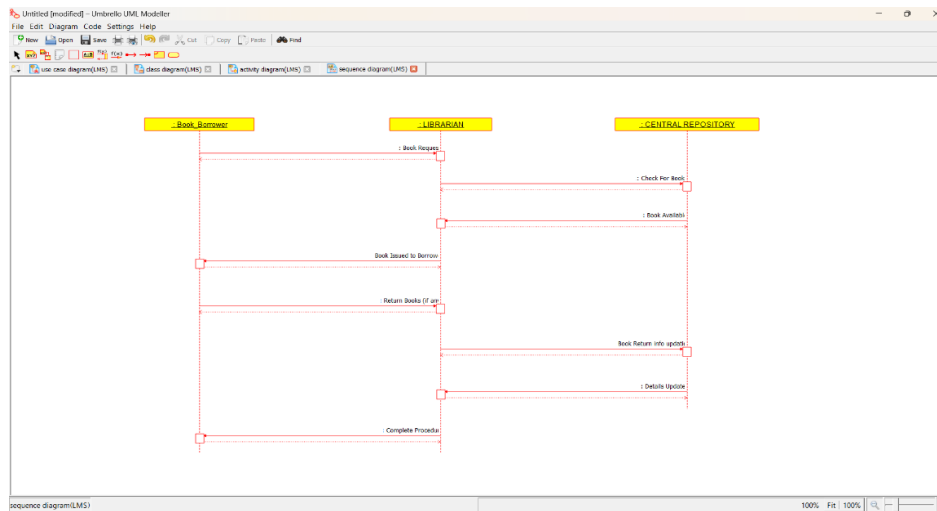 Untitled [modified] – Umbrello UML Modeller
File Edit Diagram Code Settings Help
New Open Save Cut Copy Paste Find
use case diagram(LMS) class diagram(LMS) activity diagram(LMS) sequence diagram(LMS)
: Book_Borrower : LIBRARIAN : CENTRAL REPOSITORY
: Book Reques
: Check For Book
: Book Availabl
Book Issued to Borrow
: Return Books (if an
Book Return info updat
: Details Update
: Complete Procedu
sequence diagram(LMS) 100% Fit 100%